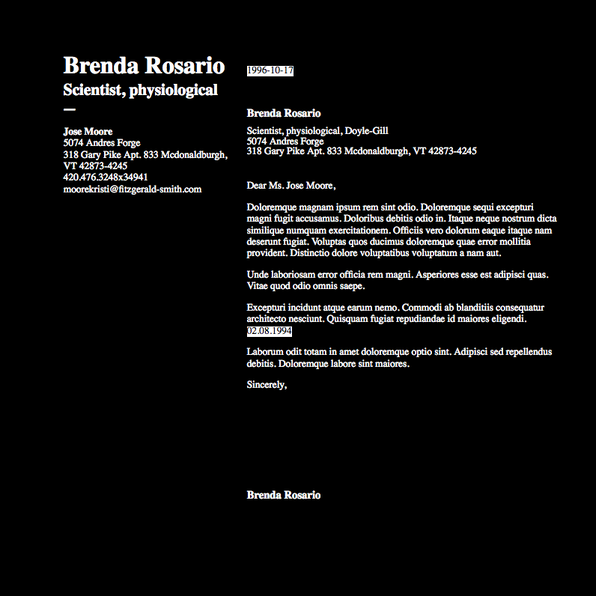 Brenda Rosario
Scientist, physiological
—
Jose Moore
5074 Andres Forge
318 Gary Pike Apt. 833 Mcdonaldburgh,
VT 42873-4245
420.476.3248x34941
moorekristi@fitzgerald-smith.com
1996-10-17
Brenda Rosario
Scientist, physiological, Doyle-Gill
5074 Andres Forge
318 Gary Pike Apt. 833 Mcdonaldburgh, VT 42873-4245
Dear Ms. Jose Moore,
Doloremque magnam ipsum rem sint odio. Doloremque sequi excepturi
magni fugit accusamus. Doloribus debitis odio in. Itaque neque nostrum dicta
similique numquam exercitationem. Officiis vero dolorum eaque itaque nam
deserunt fugiat. Voluptas quos ducimus doloremque quae error mollitia
provident. Distinctio dolore voluptatibus voluptatum a nam aut.
Unde laboriosam error officia rem magni. Asperiores esse est adipisci quas.
Vitae quod odio omnis saepe.
Excepturi incidunt atque earum nemo. Commodi ab blanditiis consequatur
architecto nesciunt. Quisquam fugiat repudiandae id maiores eligendi.
02.08.1994
Laborum odit totam in amet doloremque optio sint. Adipisci sed repellendus
debitis. Doloremque labore sint maiores.
Sincerely,
Brenda Rosario